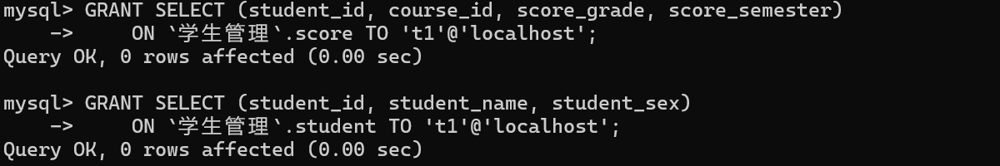 mysql> GRANT SELECT (student_id, course_id, score_grade, score_semester)
    ->     ON `学生管理`.score TO 't1'@'localhost';
Query OK, 0 rows affected (0.00 sec)
mysql> GRANT SELECT (student_id, student_name, student_sex)
    ->     ON `学生管理`.student TO 't1'@'localhost';
Query OK, 0 rows affected (0.00 sec)